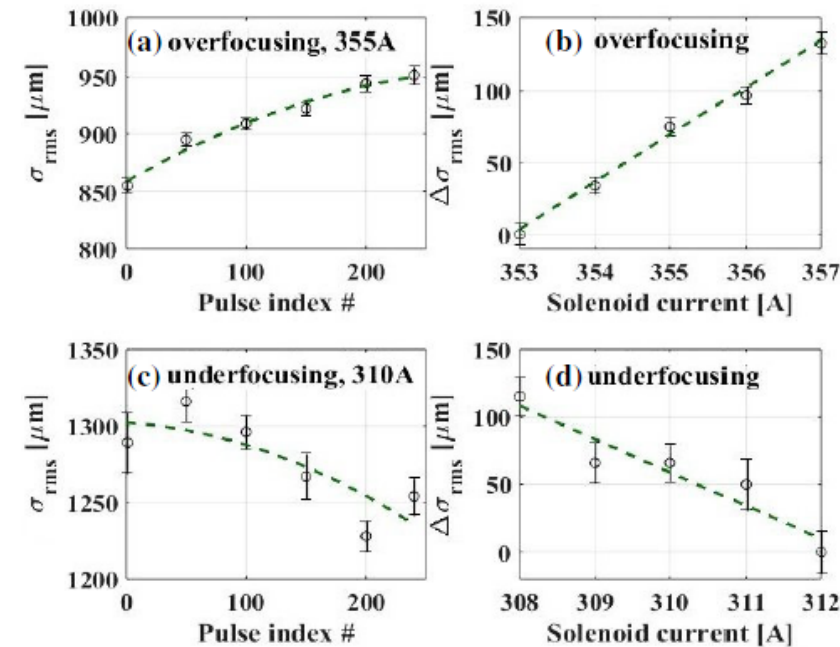 (a) overfocusing, 355A
1000
950
900
850
800
σrms [μm]
0
100
200
Pulse index #
(b) overfocusing
150
100
50
0
Δσrms [μm]
353
354
355
356
357
Solenoid current [A]
(c) underfocusing, 310A
1350
1300
1250
1200
σrms [μm]
0
100
200
Pulse index #
(d) underfocusing
150
100
50
0
Δσrms [μm]
308
309
310
311
312
Solenoid current [A]